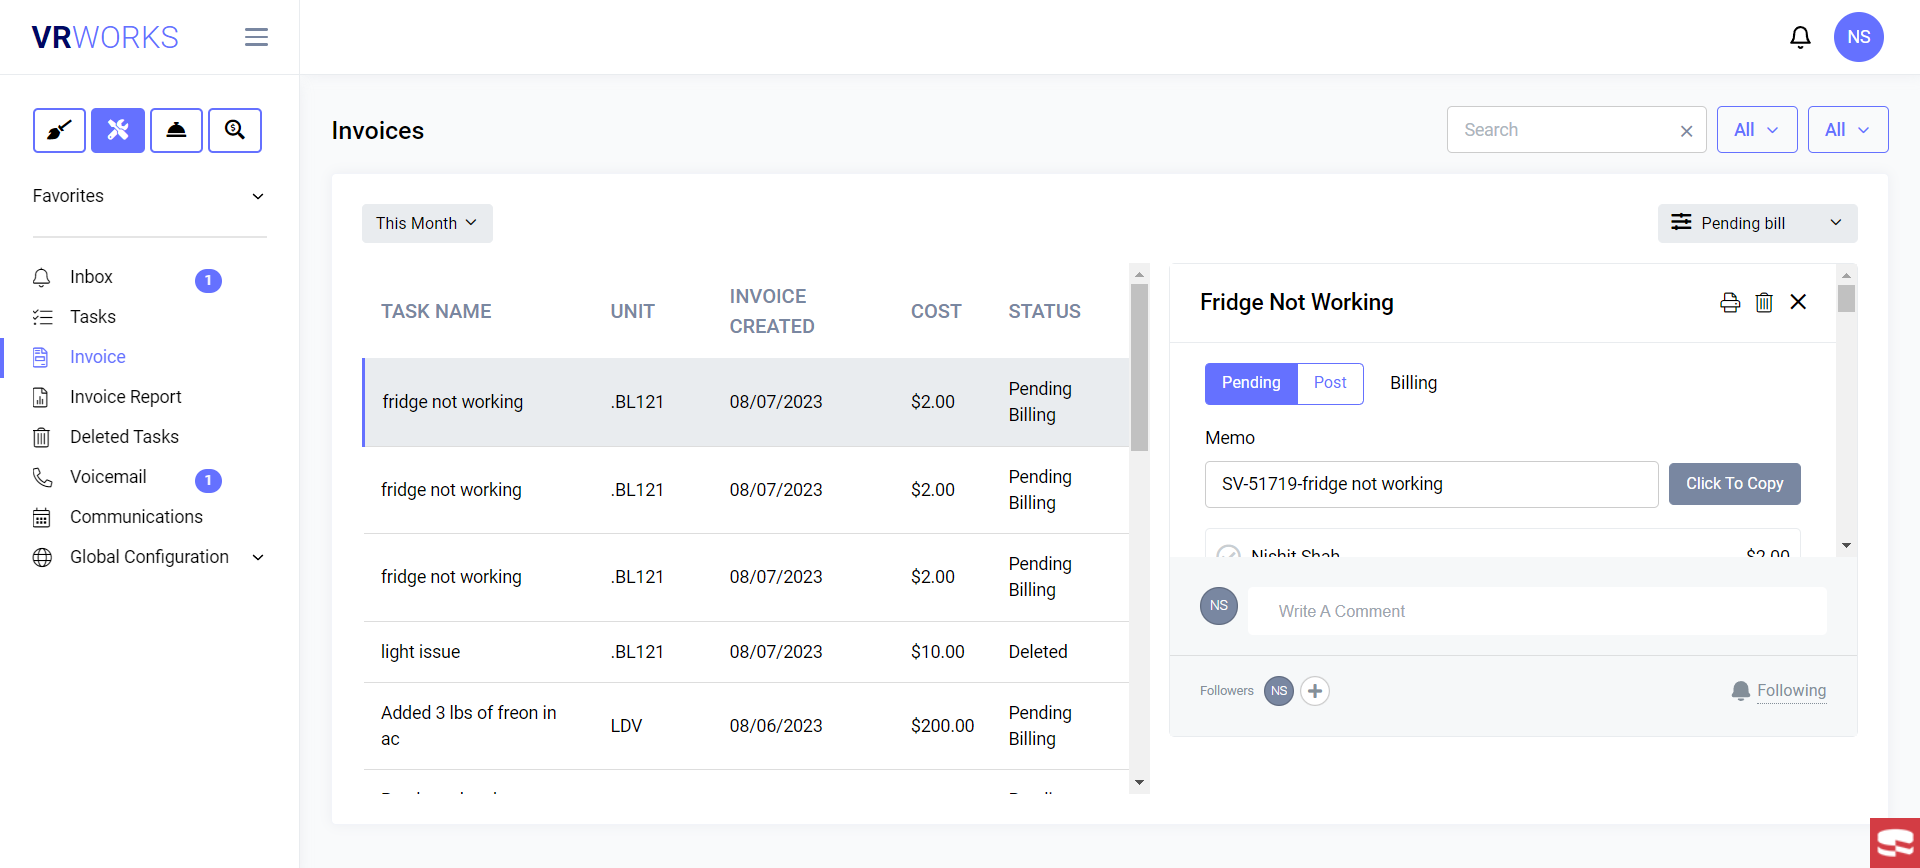 VRWORKS
NS
Favorites
Inbox 1
Tasks
Invoice
Invoice Report
Deleted Tasks
Voicemail 1
Communications
Global Configuration
Invoices
Search
All
All
This Month
Pending bill
TASK NAME UNIT INVOICE CREATED COST STATUS
fridge not working .BL121 08/07/2023 $2.00 Pending Billing
fridge not working .BL121 08/07/2023 $2.00 Pending Billing
fridge not working .BL121 08/07/2023 $2.00 Pending Billing
light issue .BL121 08/07/2023 $10.00 Deleted
Added 3 lbs of freon in ac LDV 08/06/2023 $200.00 Pending Billing
Fridge Not Working
Pending Post Billing
Memo
SV-51719-fridge not working Click To Copy
Nishit Shah $2.00
NS Write A Comment
Followers NS Following